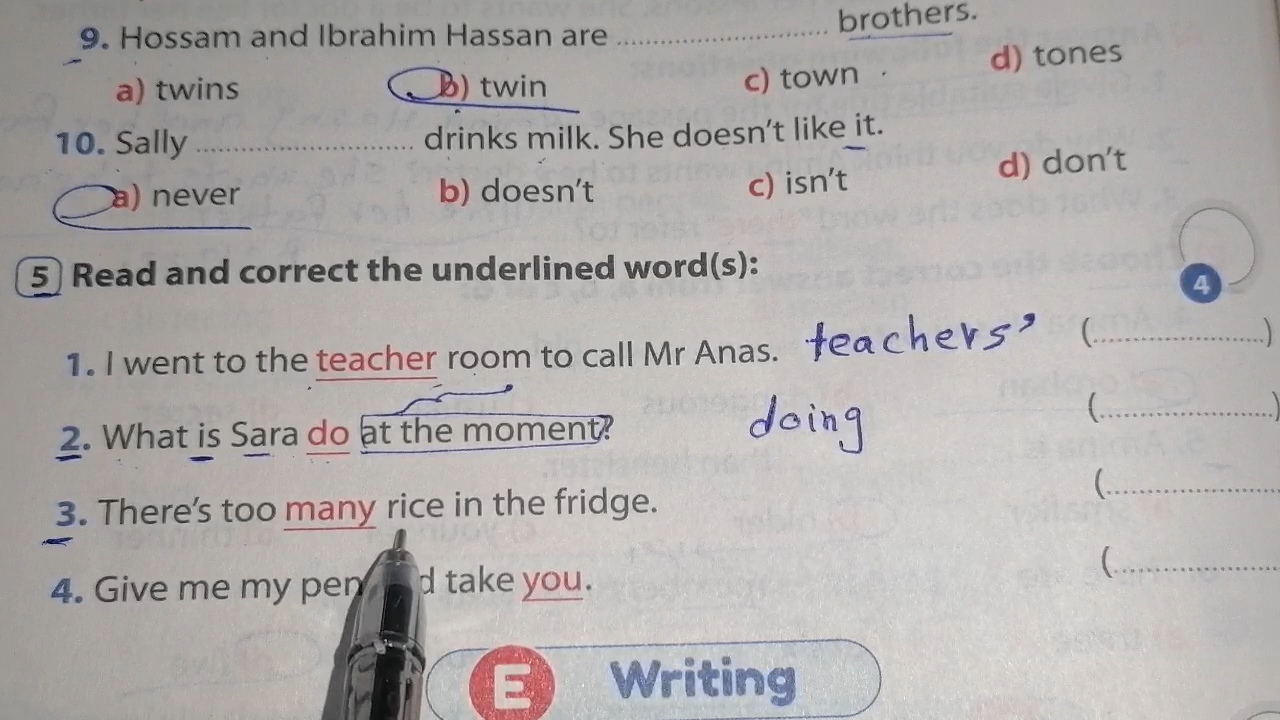 9. Hossam and Ibrahim Hassan are ........................ brothers.
a) twins b) twin c) town d) tones
10. Sally ........................ drinks milk. She doesn't like it.
a) never b) doesn't c) isn't d) don't
5 Read and correct the underlined word(s):
4
1. I went to the teacher room to call Mr Anas. teachers' (........................)
2. What is Sara do at the moment? doing (........................)
3. There's too many rice in the fridge. (........................
4. Give me my pen d take you. (........................
E Writing